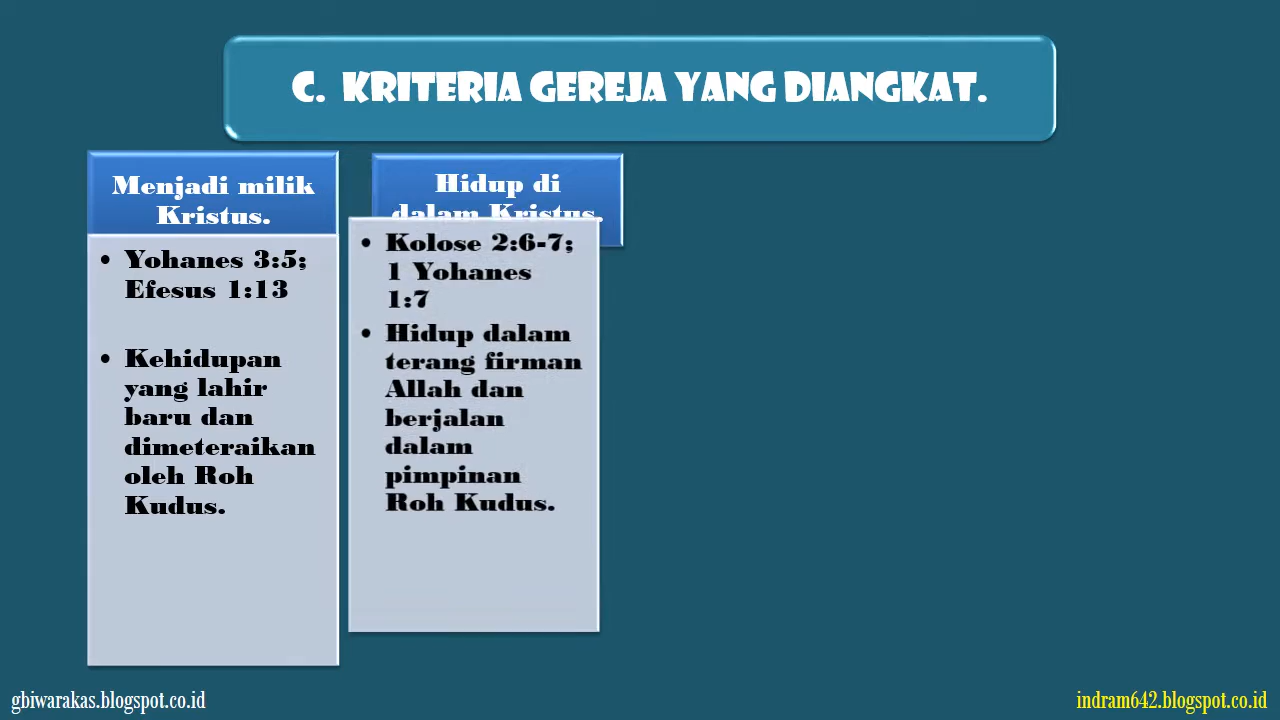 C. KRITERIA GEREJA YANG DIANGKAT.
Menjadi milik
Kristus.
• Yohanes 3:5;
Efesus 1:13
• Kehidupan
yang lahir
baru dan
dimeteraikan
oleh Roh
Kudus.
Hidup di
dalam Kristus.
• Kolose 2:6-7;
1 Yohanes
1:7
• Hidup dalam
terang firman
Allah dan
berjalan
dalam
pimpinan
Roh Kudus.
gbiwarakas.blogspot.co.id
indram642.blogspot.co.id